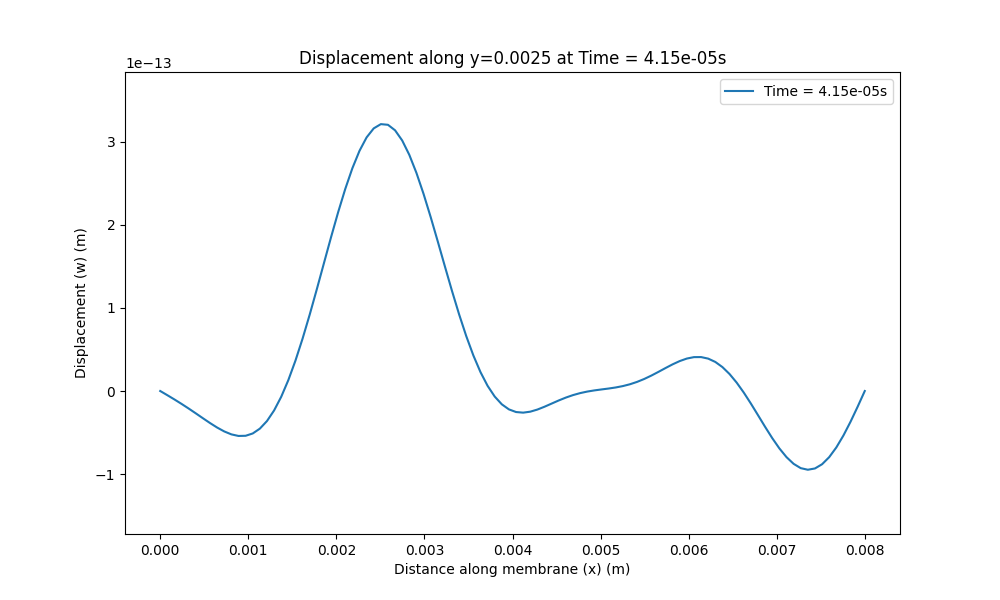 Displacement along y=0.0025 at Time = 4.15e-05s
1e−13
Time = 4.15e-05s
3
2
1
0
−1
Displacement (w) (m)
0.000 0.001 0.002 0.003 0.004 0.005 0.006 0.007 0.008
Distance along membrane (x) (m)